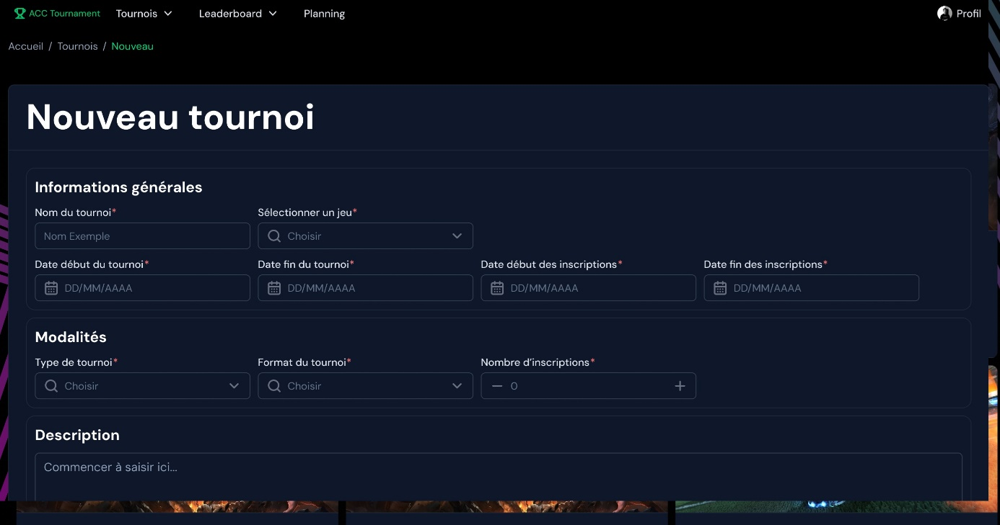 ACC Tournament Tournois Leaderboard Planning Profil
Accueil / Tournois / Nouveau
Nouveau tournoi
Informations générales
Nom du tournoi* Sélectionner un jeu*
Nom Exemple Choisir
Date début du tournoi* Date fin du tournoi* Date début des inscriptions* Date fin des inscriptions*
DD/MM/AAAA DD/MM/AAAA DD/MM/AAAA DD/MM/AAAA
Modalités
Type de tournoi* Format du tournoi* Nombre d’inscriptions*
Choisir Choisir 0
Description
Commencer à saisir ici...